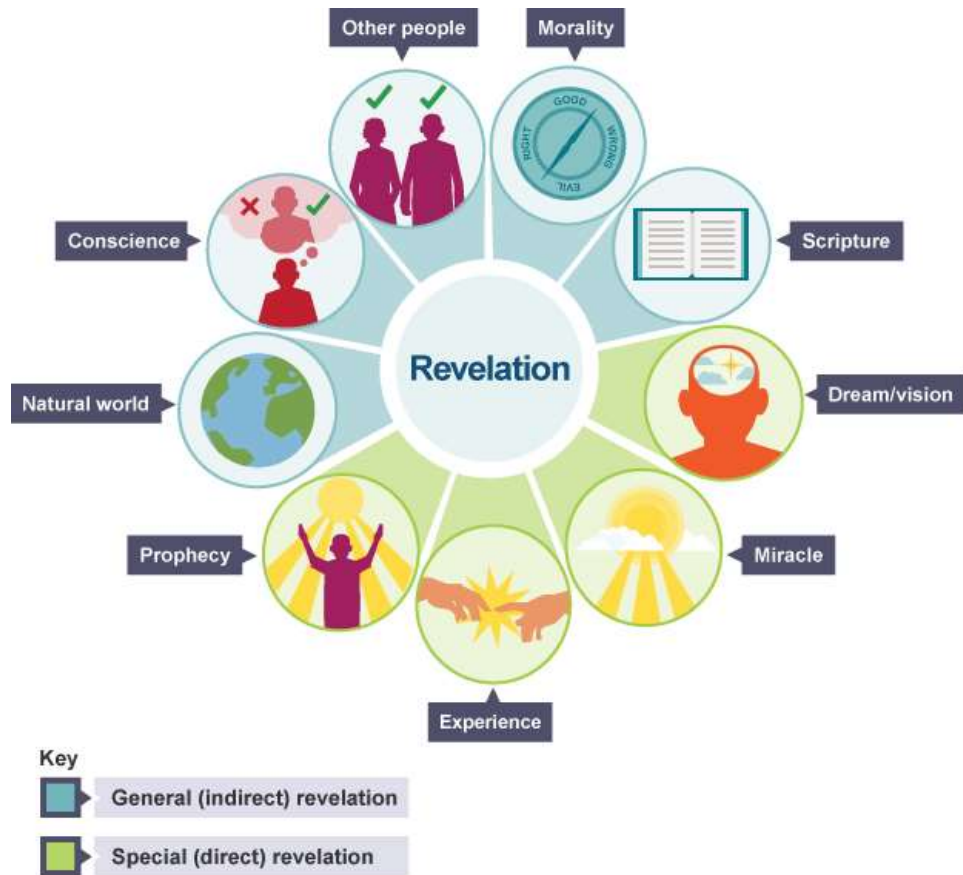 Other people
Morality
GOOD
RIGHT
WRONG
EVIL
Conscience
Scripture
Revelation
Natural world
Dream/vision
Prophecy
Miracle
Experience
Key
General (indirect) revelation
Special (direct) revelation